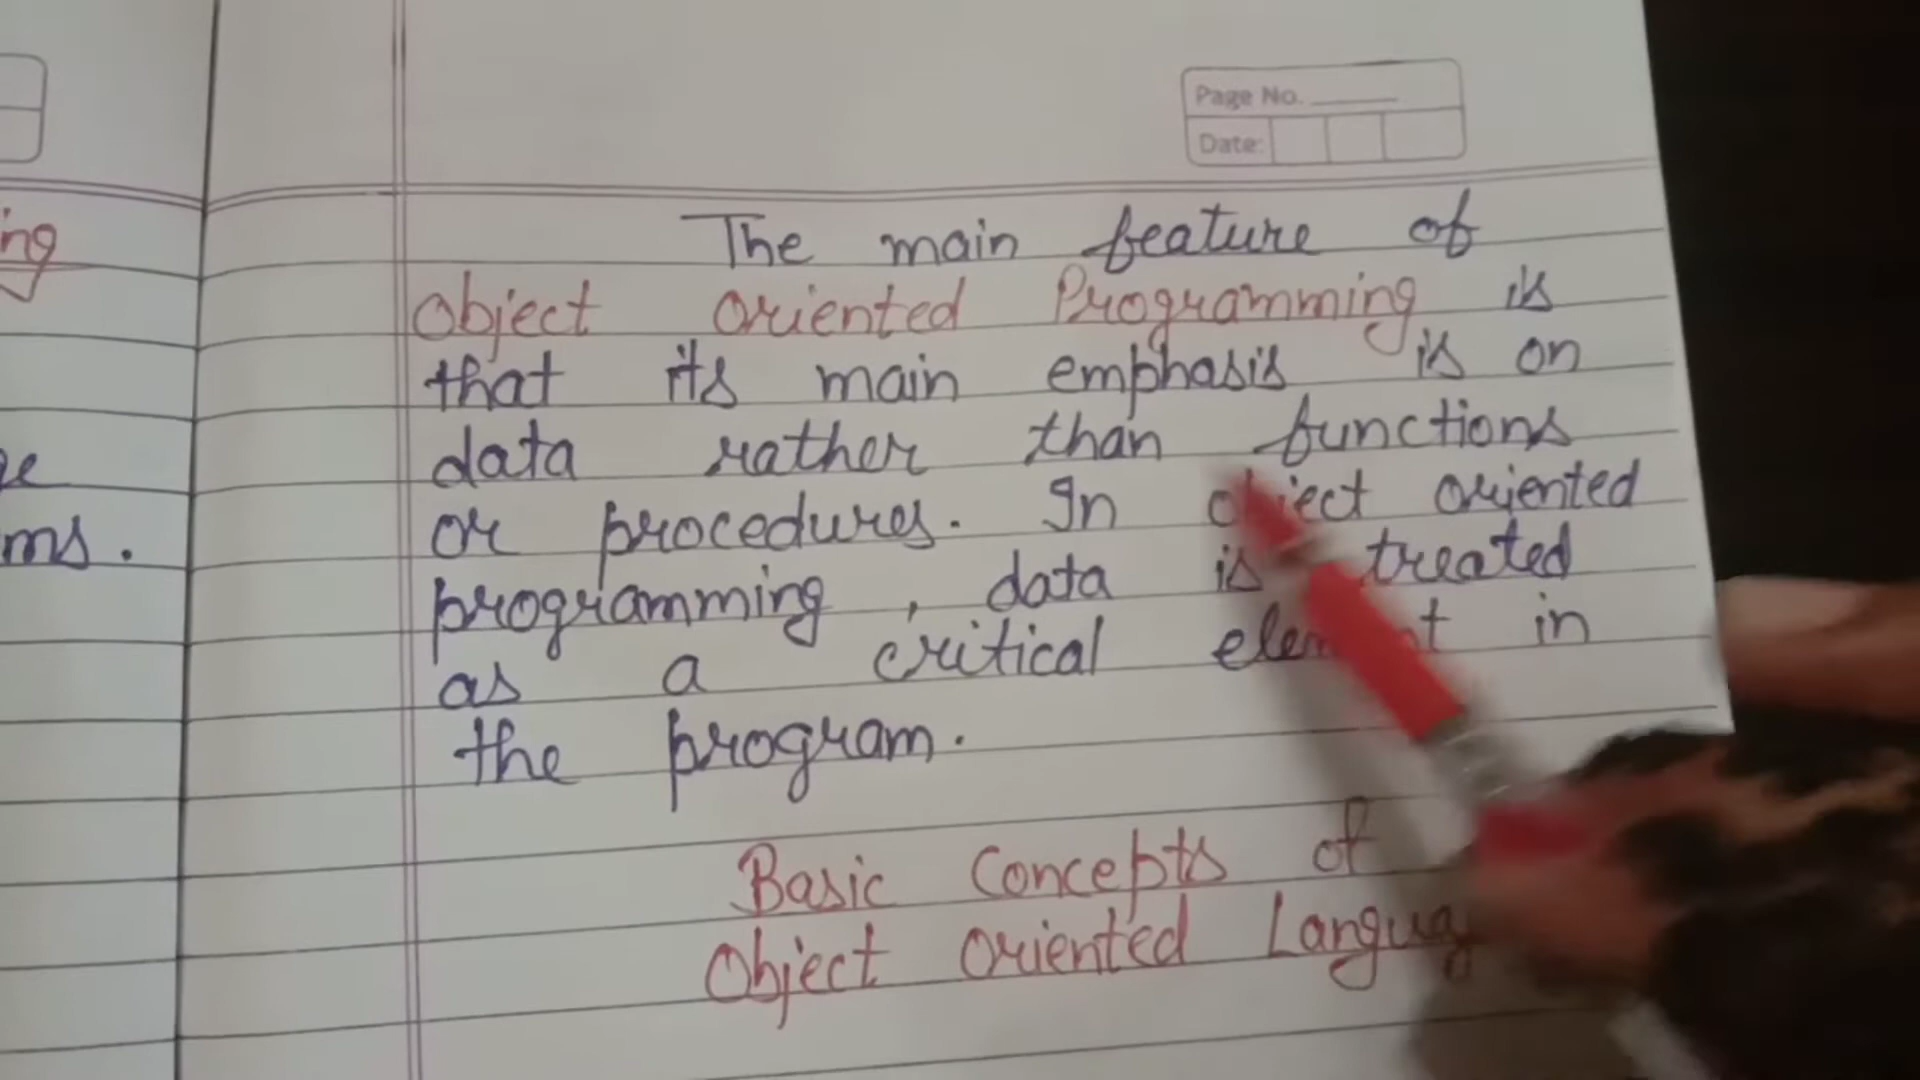 Page No.
Date:
ing
ms.
The main feature of
Object Oriented Programming is
that its main emphasis is on
data rather than functions
or procedures. In object oriented
programming, data is treated
as a critical element in
the program.
Basic Concepts of
Object Oriented